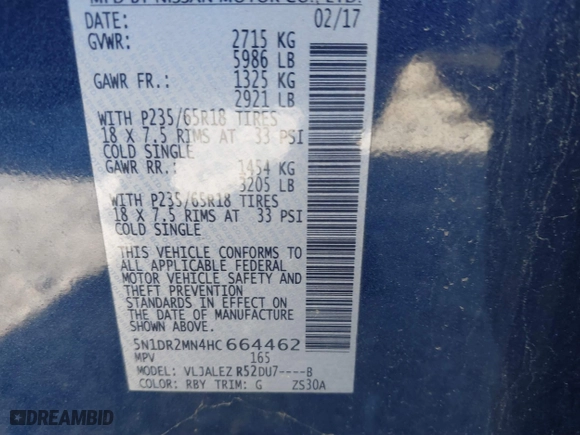 MFD BY NISSAN MOTOR CO., LTD.
DATE: 02/17
GVWR: 2715 KG
5986 LB
GAWR FR.: 1325 KG
2921 LB
WITH P235/65R18 TIRES
18 X 7.5 RIMS AT 33 PSI
COLD SINGLE
GAWR RR.: 1454 KG
3205 LB
WITH P235/65R18 TIRES
18 X 7.5 RIMS AT 33 PSI
COLD SINGLE
THIS VEHICLE CONFORMS TO
ALL APPLICABLE FEDERAL
MOTOR VEHICLE SAFETY AND
THEFT PREVENTION
STANDARDS IN EFFECT ON
THE DATE OF MANUFACTURE
SHOWN ABOVE.
5N1DR2MN4HC 664462
MPV 165
MODEL: VLJALEZ R52DU7----B
COLOR: RBY TRIM: G ZS30A
DREAMBID